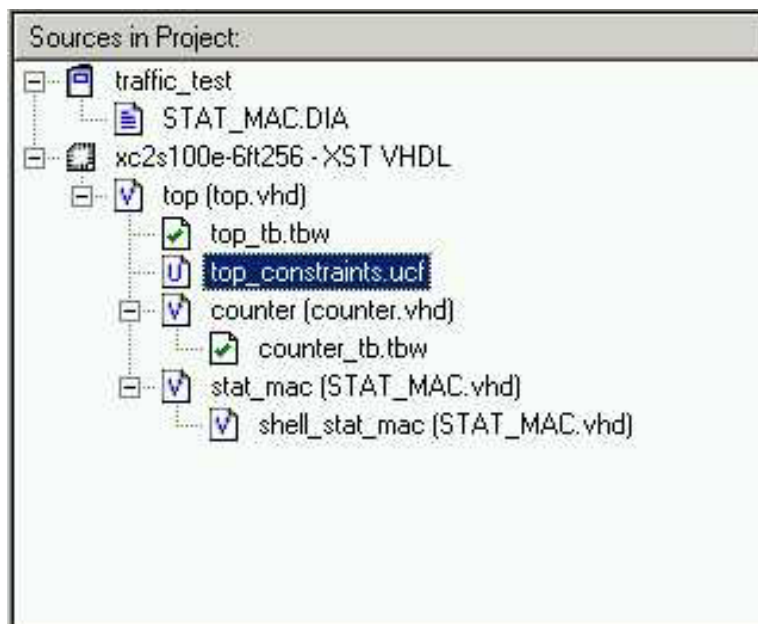 Sources in Project:
traffic_test
STAT_MAC.DIA
xc2s100e-6ft256 - XST VHDL
top (top.vhd)
top_tb.tbw
top_constraints.ucf
counter (counter.vhd)
counter_tb.tbw
stat_mac (STAT_MAC.vhd)
shell_stat_mac (STAT_MAC.vhd)